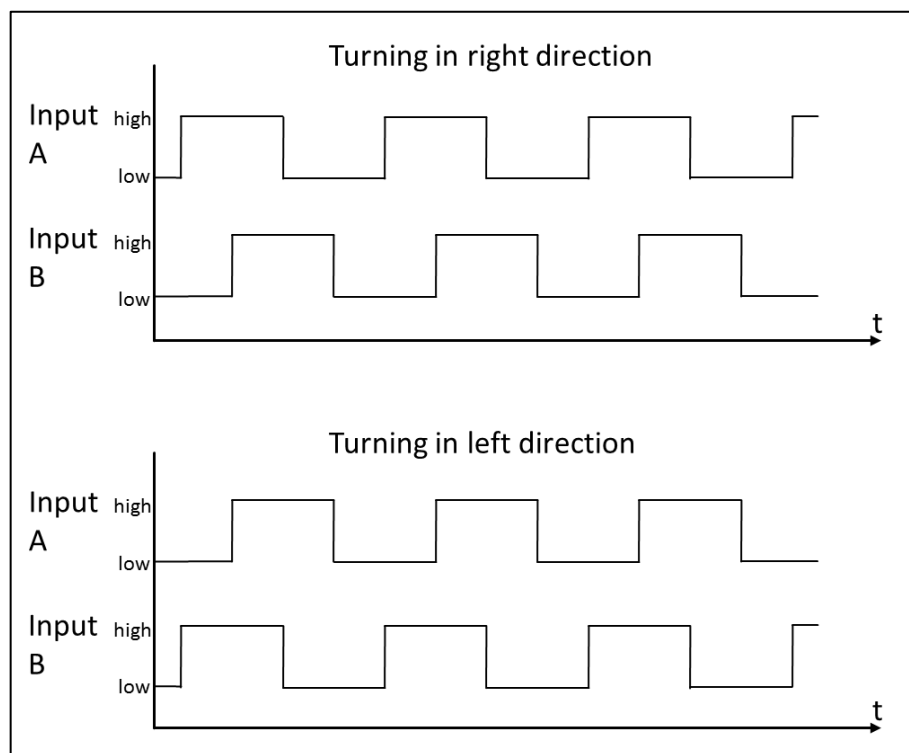 Turning in right direction
Input
A
high
low
Input
B
high
low
t
Turning in left direction
Input
A
high
low
Input
B
high
low
t